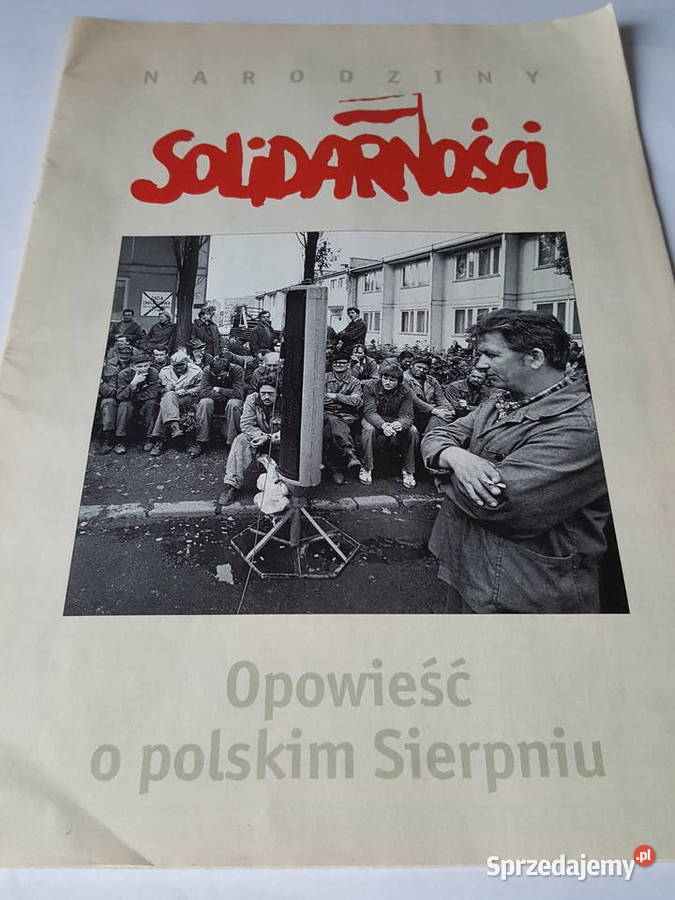 NARODZINY
SOLiDARNOŚCi
Opowieść
o polskim Sierpniu
Sprzedajemy.pl